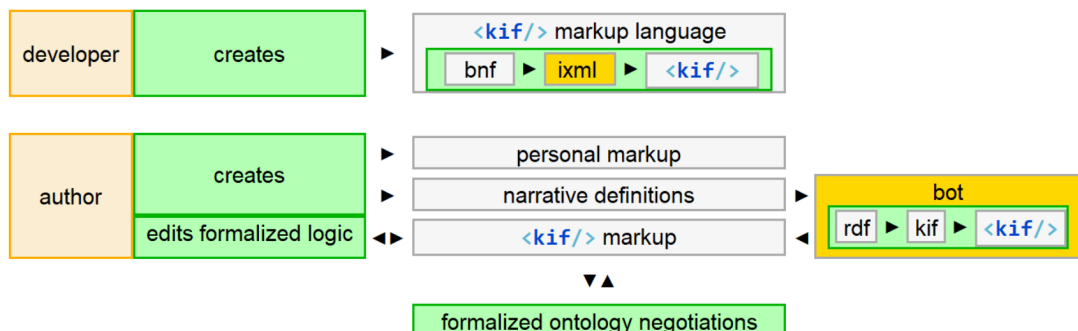 developer
creates
<kif/> markup language
bnf ► ixml ► <kif/>
author
creates
personal markup
narrative definitions
edits formalized logic
<kif/> markup
bot
rdf ► kif ► <kif/>
formalized ontology negotiations